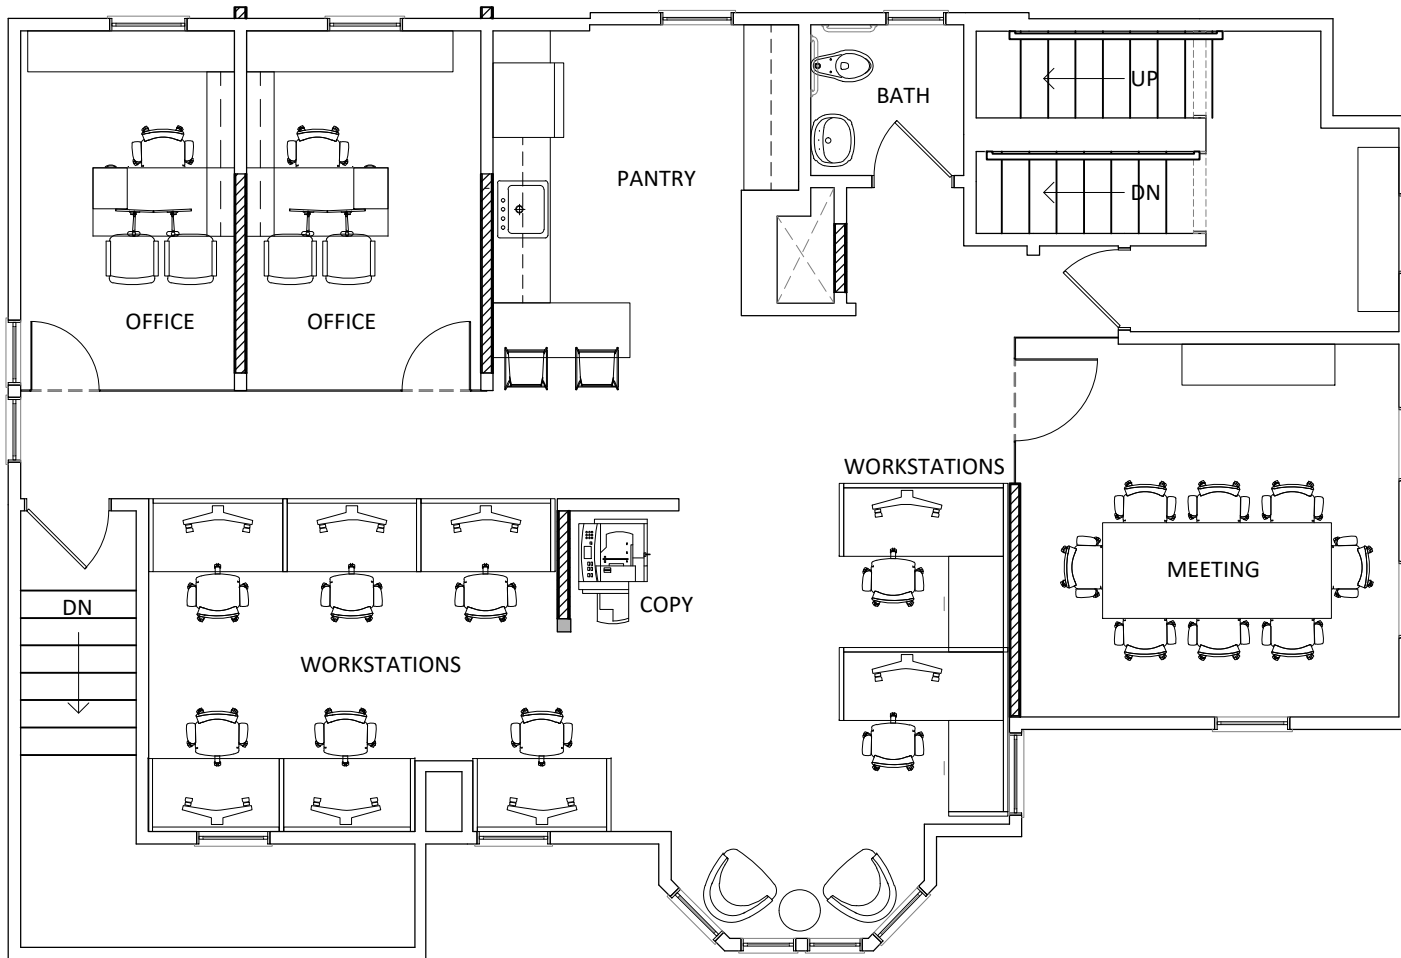 UP
BATH
PANTRY
DN
OFFICE
OFFICE
WORKSTATIONS
MEETING
COPY
DN
WORKSTATIONS